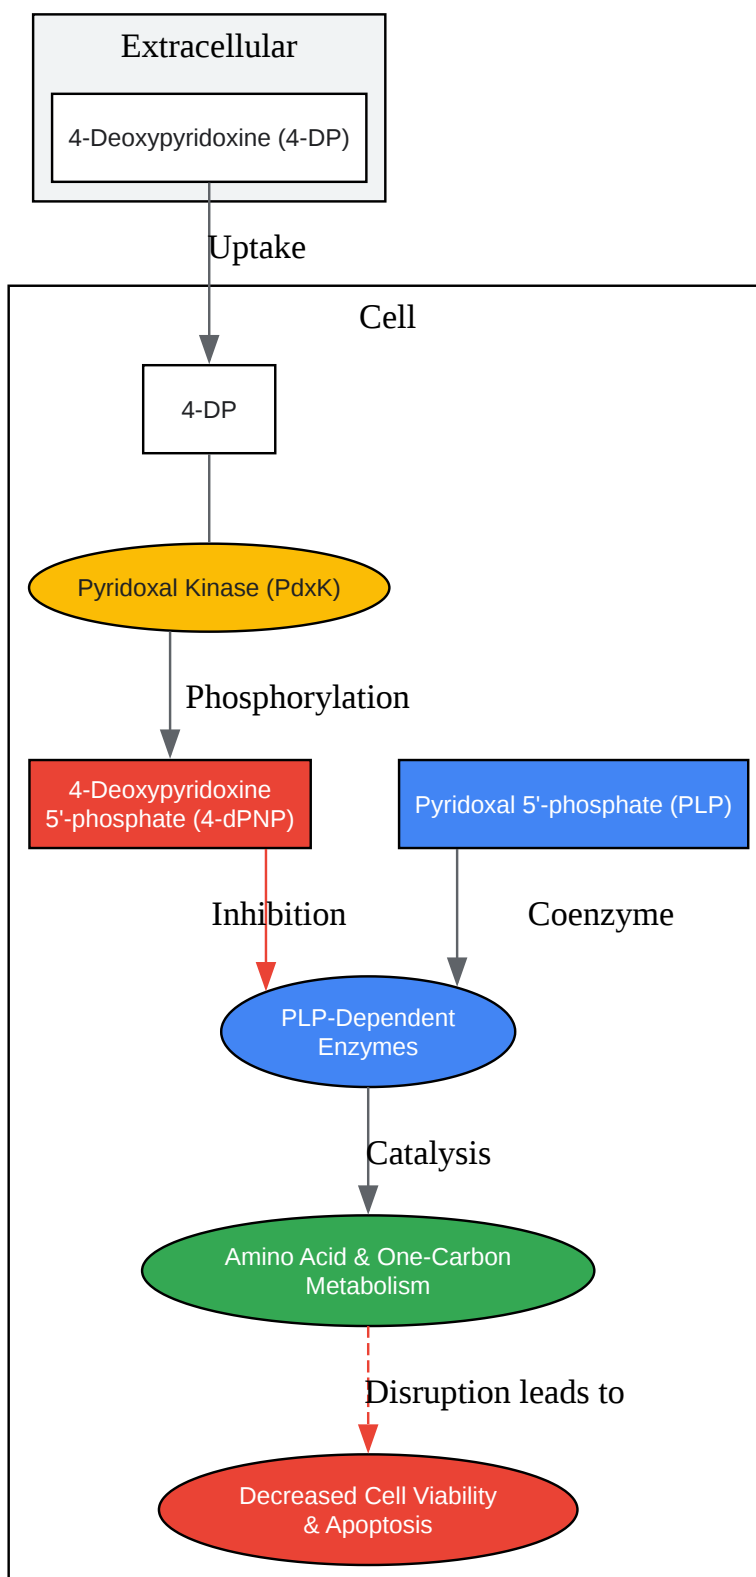 Extracellular
4-Deoxypyridoxine (4-DP)
Uptake
Cell
4-DP
Pyridoxal Kinase (PdxK)
Phosphorylation
4-Deoxypyridoxine
5'-phosphate (4-dPNP)
Pyridoxal 5'-phosphate (PLP)
Inhibition
Coenzyme
PLP-Dependent
Enzymes
Catalysis
Amino Acid & One-Carbon
Metabolism
Disruption leads to
Decreased Cell Viability
& Apoptosis